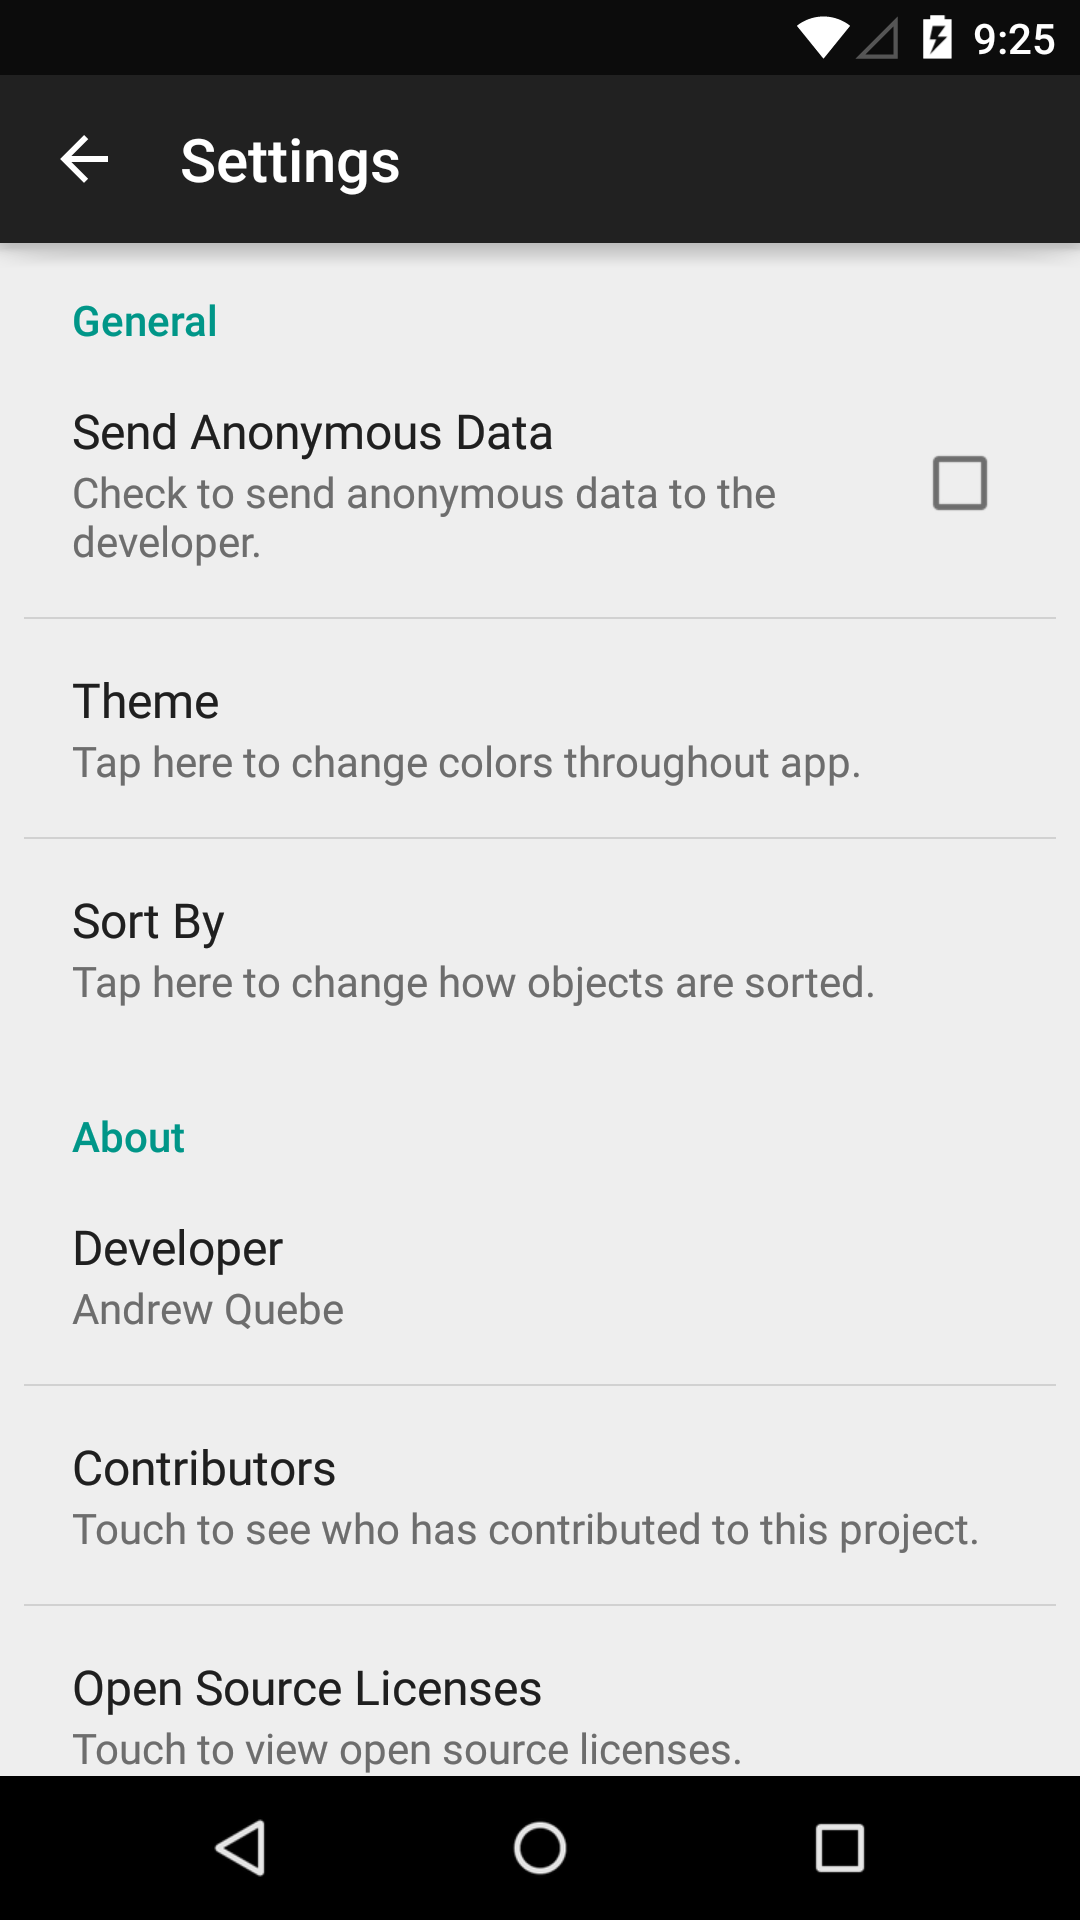 9:25
Settings
General
Send Anonymous Data
Check to send anonymous data to the
developer.
Theme
Tap here to change colors throughout app.
Sort By
Tap here to change how objects are sorted.
About
Developer
Andrew Quebe
Contributors
Touch to see who has contributed to this project.
Open Source Licenses
Touch to view open source licenses.